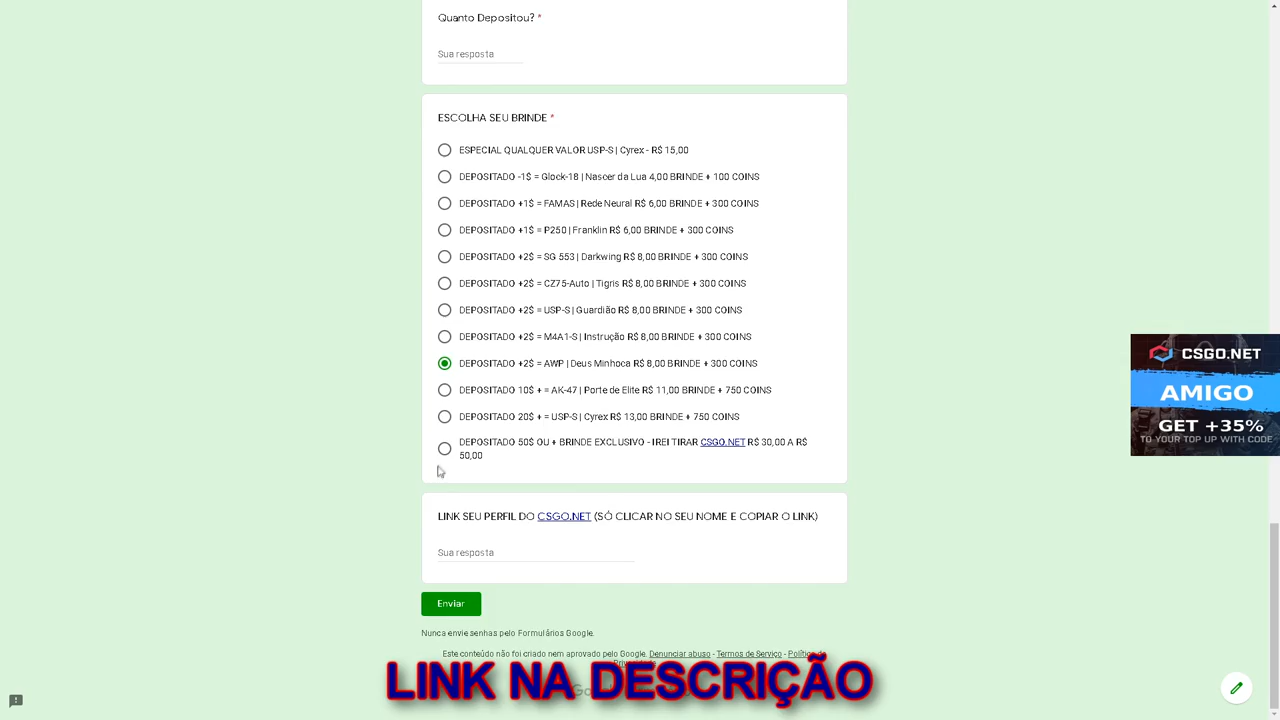 Quanto Depositou? *
Sua resposta
ESCOLHA SEU BRINDE *
ESPECIAL QUALQUER VALOR USP-S | Cyrex - R$ 15,00
DEPOSITADO -1$ = Glock-18 | Nascer da Lua 4,00 BRINDE + 100 COINS
DEPOSITADO +1$ = FAMAS | Rede Neural R$ 6,00 BRINDE + 300 COINS
DEPOSITADO +1$ = P250 | Franklin R$ 6,00 BRINDE + 300 COINS
DEPOSITADO +2$ = SG 553 | Darkwing R$ 8,00 BRINDE + 300 COINS
DEPOSITADO +2$ = CZ75-Auto | Tigris R$ 8,00 BRINDE + 300 COINS
DEPOSITADO +2$ = USP-S | Guardião R$ 8,00 BRINDE + 300 COINS
DEPOSITADO +2$ = M4A1-S | Instrução R$ 8,00 BRINDE + 300 COINS
DEPOSITADO +2$ = AWP | Deus Minhoca R$ 8,00 BRINDE + 300 COINS
DEPOSITADO 10$ + = AK-47 | Porte de Elite R$ 11,00 BRINDE + 750 COINS
DEPOSITADO 20$ + = USP-S | Cyrex R$ 13,00 BRINDE + 750 COINS
DEPOSITADO 50$ OU + BRINDE EXCLUSIVO - IREI TIRAR CSGO.NET R$ 30,00 A R$
50,00
CSGO.NET
AMIGO
GET +35%
TO YOUR TOP UP WITH CODE
LINK SEU PERFIL DO CSGO.NET (SÓ CLICAR NO SEU NOME E COPIAR O LINK)
Sua resposta
Enviar
Nunca envie senhas pelo Formulários Google.
Este conteúdo não foi criado nem aprovado pelo Google. Denunciar abuso - Termos de Serviço - Política de
Privacidade
LINK NA DESCRIÇÃO